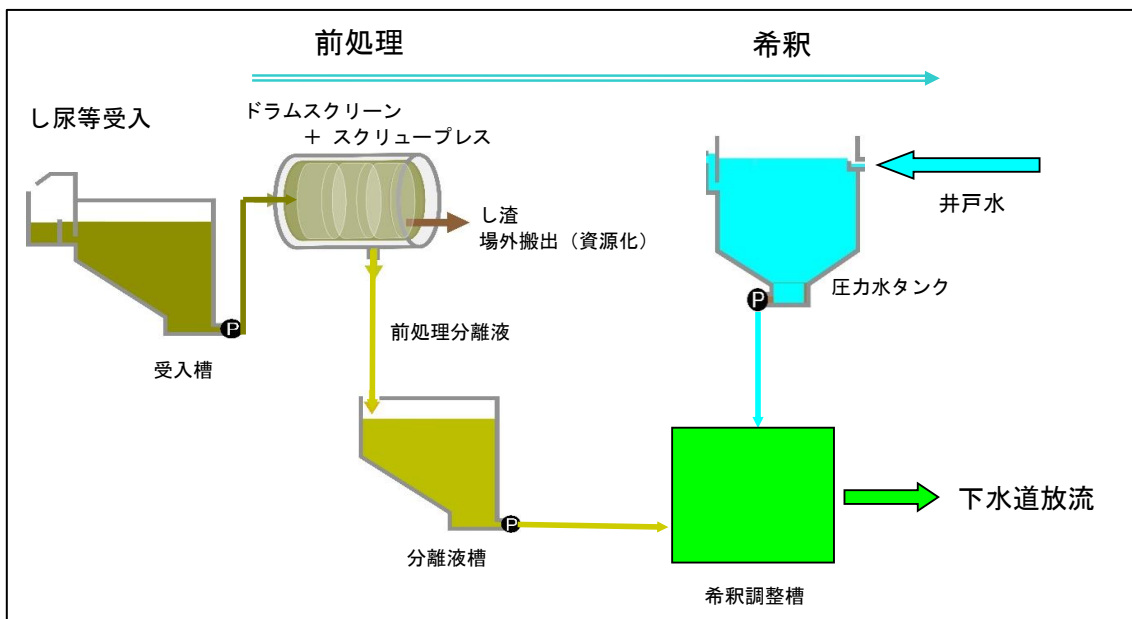 前処理
希釈
し尿等受入
ドラムスクリーン
＋ スクリュープレス
井戸水
し渣
場外搬出（資源化）
圧力水タンク
P
P
前処理分離液
受入槽
P
下水道放流
分離液槽
希釈調整槽